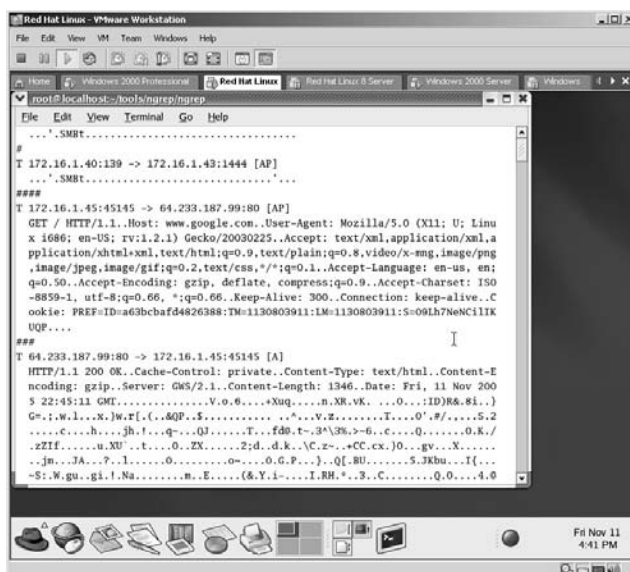 Red Hat Linux - VMware Workstation
File Edit View VM Team Windows Help
Home Windows 2000 Professional Red Hat Linux Red Hat Linux 8 Server Windows 2000 Server Windows
root@localhost:~/tools/ngrep/ngrep
File Edit View Terminal Go Help
...'.SMBt...................................
#
T 172.16.1.40:139 -> 172.16.1.43:1444 [AP]
...'.SMBt..............................'...
####
T 172.16.1.45:45145 -> 64.233.187.99:80 [AP]
GET / HTTP/1.1..Host: www.google.com..User-Agent: Mozilla/5.0 (X11; U; Linu
x i686; en-US; rv:1.2.1) Gecko/20030225..Accept: text/xml,application/xml,a
pplication/xhtml+xml,text/html;q=0.9,text/plain;q=0.8,video/x-mng,image/png
,image/jpeg,image/gif;q=0.2,text/css,*/*;q=0.1..Accept-Language: en-us, en;
q=0.50..Accept-Encoding: gzip, deflate, compress;q=0.9..Accept-Charset: ISO
-8859-1, utf-8;q=0.66, *;q=0.66..Keep-Alive: 300..Connection: keep-alive..C
ookie: PREF=ID=a63bcbafd4826388:TM=1130803911:LM=1130803911:S=O9Lh7NeNCilIK
UQP....
###
T 64.233.187.99:80 -> 172.16.1.45:45145 [A]
HTTP/1.1 200 OK..Cache-Control: private..Content-Type: text/html..Content-E
ncoding: gzip..Server: GWS/2.1..Content-Length: 1346..Date: Fri, 11 Nov 200
5 22:45:11 GMT
Fri Nov 11
4:41 PM